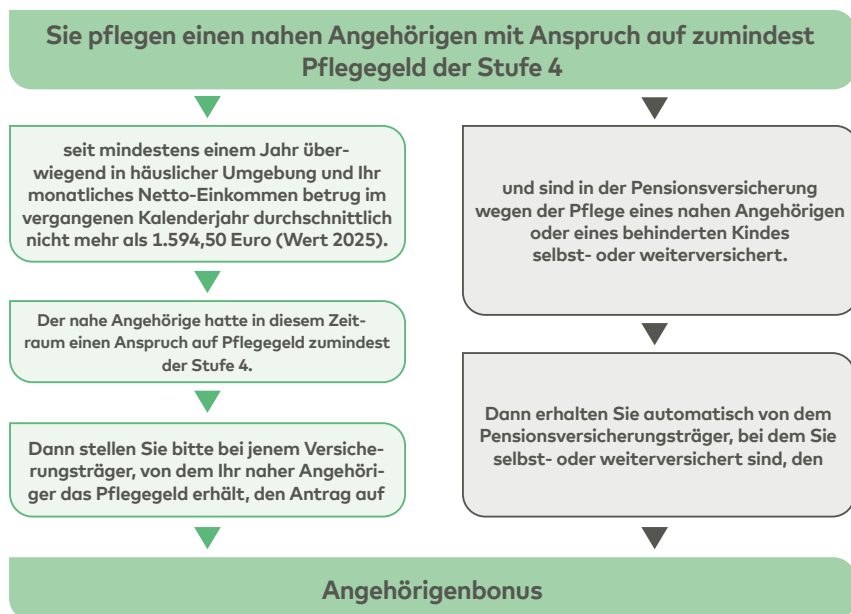 Sie pflegen einen nahen Angehörigen mit Anspruch auf zumindest
Pflegegeld der Stufe 4
seit mindestens einem Jahr über-
wiegend in häuslicher Umgebung und Ihr
monatliches Netto-Einkommen betrug im
vergangenen Kalenderjahr durchschnittlich
nicht mehr als 1.594,50 Euro (Wert 2025).
Der nahe Angehörige hatte in diesem Zeit-
raum einen Anspruch auf Pflegegeld zumindest
der Stufe 4.
Dann stellen Sie bitte bei jenem Versiche-
rungsträger, von dem Ihr naher Angehöri-
ger das Pflegegeld erhält, den Antrag auf
und sind in der Pensionsversicherung
wegen der Pflege eines nahen Angehörigen
oder eines behinderten Kindes
selbst- oder weiterversichert.
Dann erhalten Sie automatisch von dem
Pensionsversicherungsträger, bei dem Sie
selbst- oder weiterversichert sind, den
Angehörigenbonus